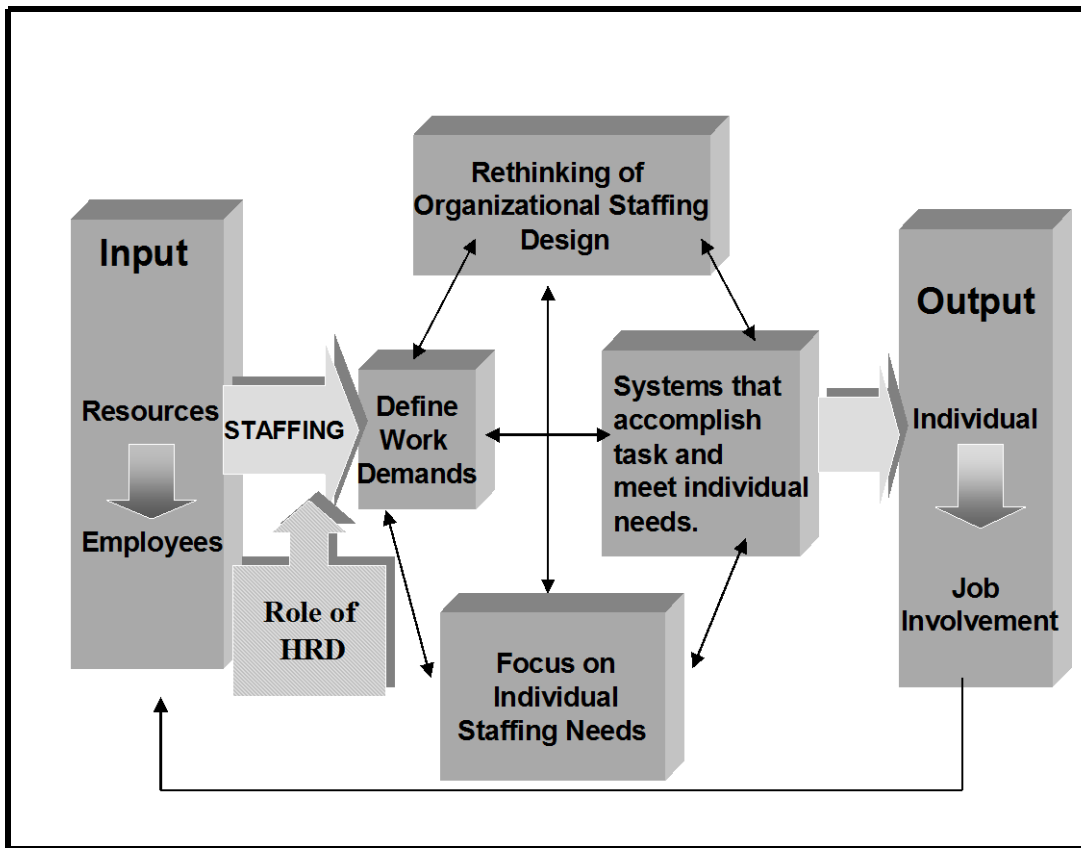 Input
Resources
Employees
STAFFING
Role of
HRD
Rethinking of
Organizational Staffing
Design
Define
Work
Demands
Systems that
accomplish
task and
meet individual
needs.
Focus on
Individual
Staffing Needs
Output
Individual
Job
Involvement